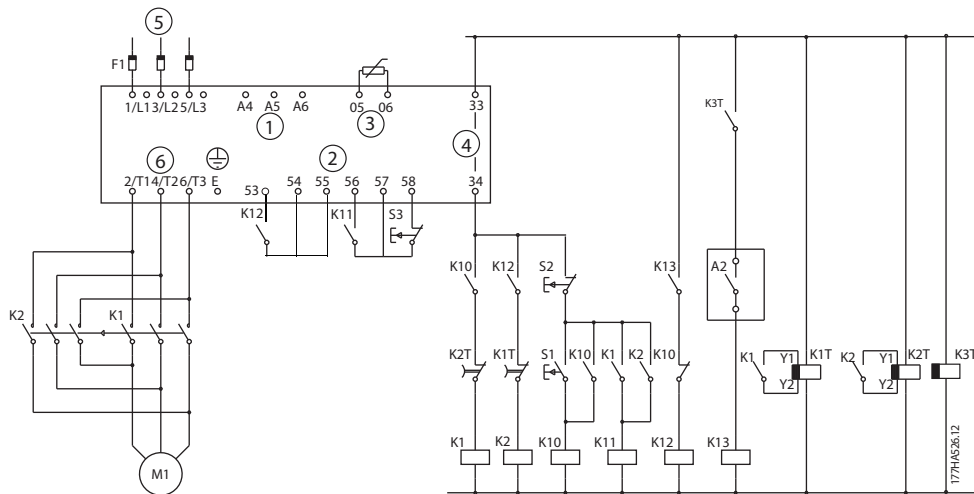 5
F1
1/L1 3/L2 5/L3 A4 A5 A6 05 06 33
1 3 4
6 2
2/T1 4/T2 6/T3 E 53 54 55 56 57 58 34
K12 K11 S3
K3T
K10 K12 S2 K13 A2
K2 K1
K2T K1T S1 K10 K1 K2 K10
K1 Y1 K1T K2 Y1 K2T K3T
Y2 Y2
K1 K2 K10 K11 K12 K13
M1
177HA526.12